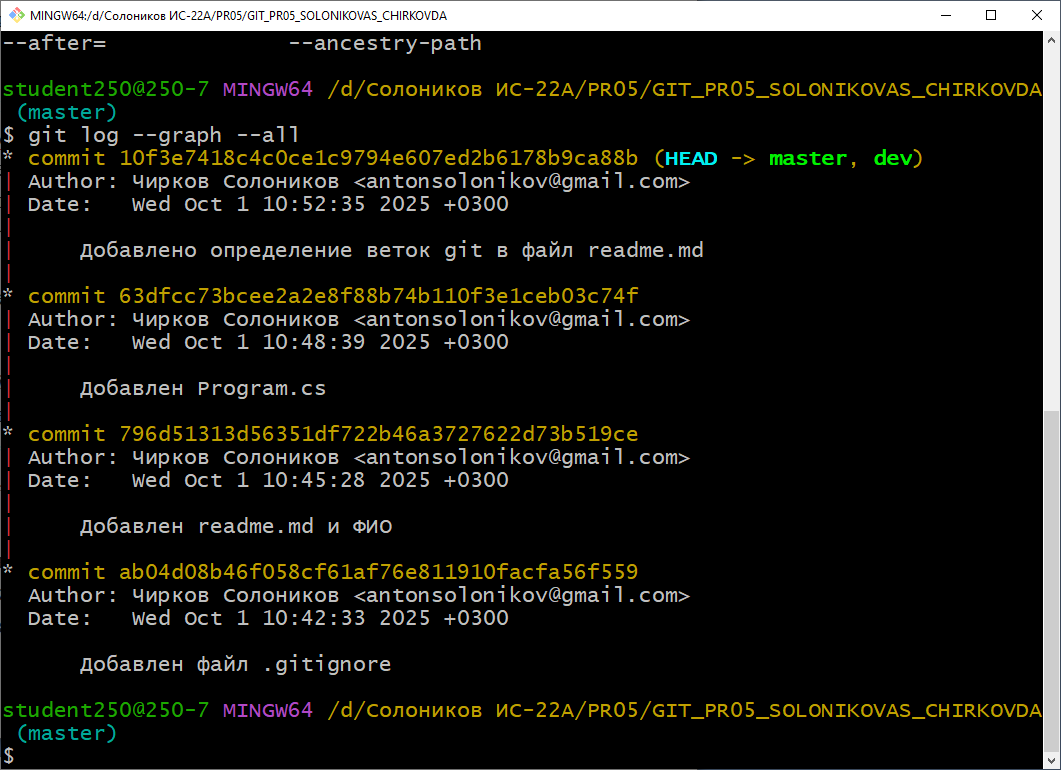 MINGW64:/d/Солоников ИС-22А/PR05/GIT_PR05_SOLONIKOVAS_CHIRKOVDA
--after=              --ancestry-path
student250@250-7 MINGW64 /d/Солоников ИС-22А/PR05/GIT_PR05_SOLONIKOVAS_CHIRKOVDA
(master)
$ git log --graph --all
* commit 10f3e7418c4c0ce1c9794e607ed2b6178b9ca88b (HEAD -> master, dev)
| Author: Чирков Солоников <antonsolonikov@gmail.com>
| Date:   Wed Oct 1 10:52:35 2025 +0300
|
|     Добавлено определение веток git в файл readme.md
|
* commit 63dfcc73bcee2a2e8f88b74b110f3e1ceb03c74f
| Author: Чирков Солоников <antonsolonikov@gmail.com>
| Date:   Wed Oct 1 10:48:39 2025 +0300
|
|     Добавлен Program.cs
|
* commit 796d51313d56351df722b46a3727622d73b519ce
| Author: Чирков Солоников <antonsolonikov@gmail.com>
| Date:   Wed Oct 1 10:45:28 2025 +0300
|
|     Добавлен readme.md и ФИО
|
* commit ab04d08b46f058cf61af76e811910facfa56f559
  Author: Чирков Солоников <antonsolonikov@gmail.com>
  Date:   Wed Oct 1 10:42:33 2025 +0300
      Добавлен файл .gitignore
student250@250-7 MINGW64 /d/Солоников ИС-22А/PR05/GIT_PR05_SOLONIKOVAS_CHIRKOVDA
(master)
$